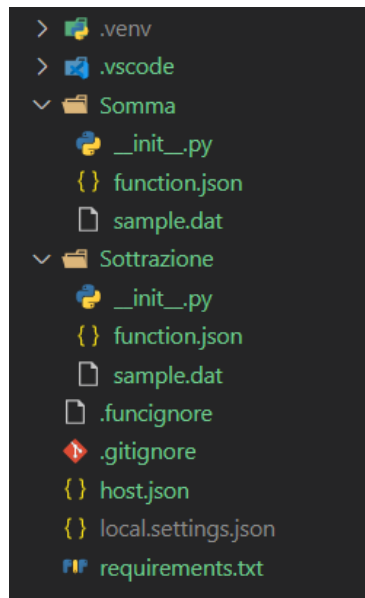 .venv
.vscode
Somma
__init__.py
function.json
sample.dat
Sottrazione
__init__.py
function.json
sample.dat
.funcignore
.gitignore
host.json
local.settings.json
requirements.txt